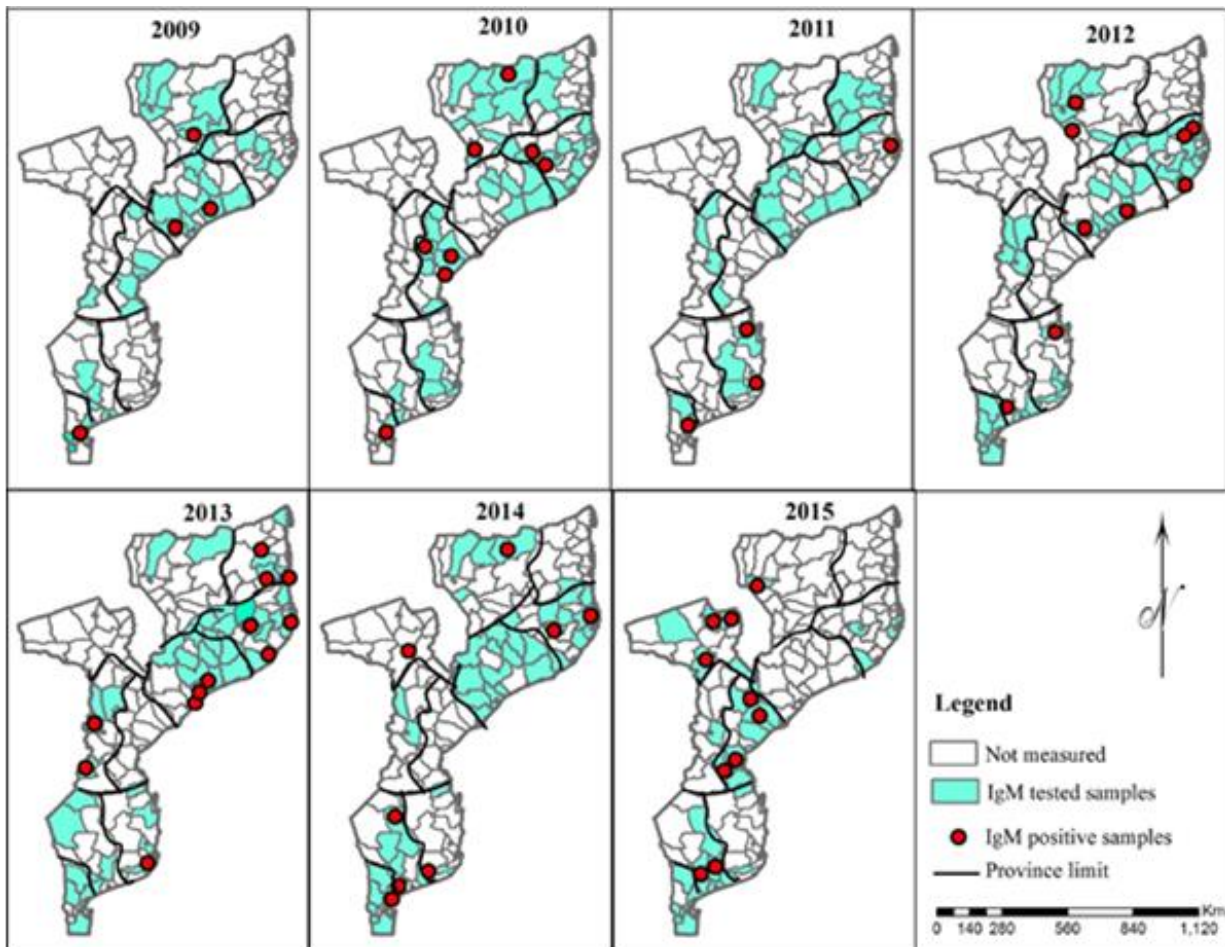 2009
2010
2011
2012
2013
2014
2015
N
Legend
Not measured
IgM tested samples
IgM positive samples
Province limit
Km
0 140 280 560 840 1,120